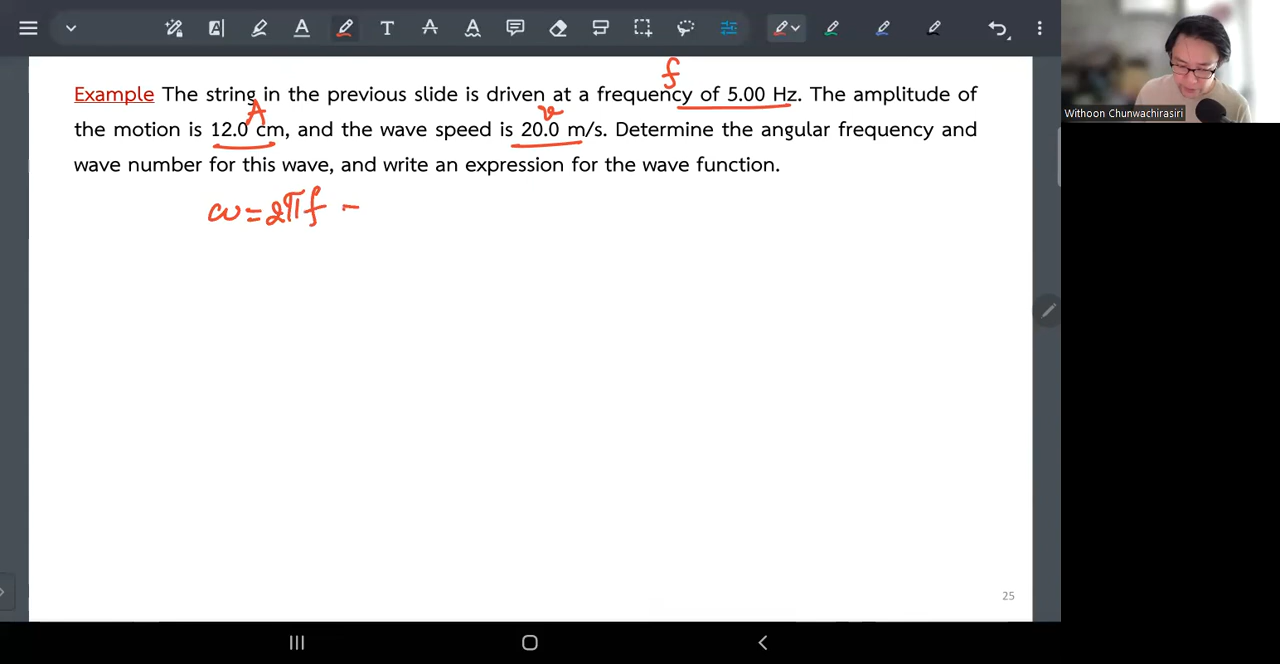 f
Example The string in the previous slide is driven at a frequency of 5.00 Hz. The amplitude of
A
v
the motion is 12.0 cm, and the wave speed is 20.0 m/s. Determine the angular frequency and
wave number for this wave, and write an expression for the wave function.
ω = 2πf -
25
Withoon Chunwachirasiri